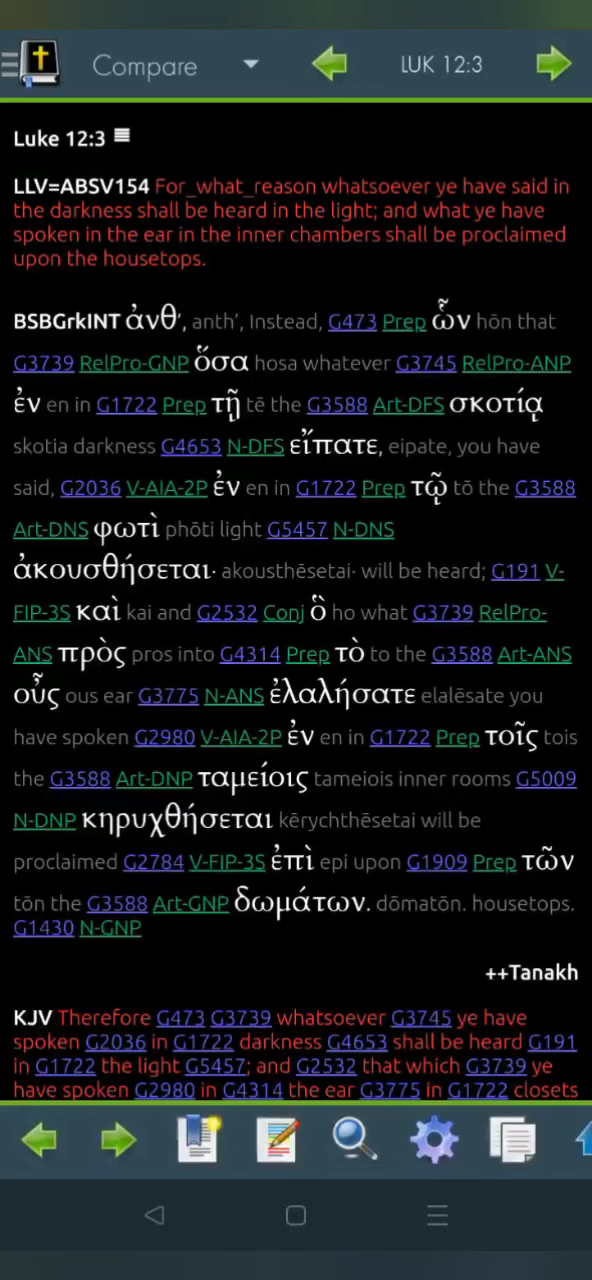 Compare
LUK 12:3
Luke 12:3
LLV=ABSV154 For_what_reason whatsoever ye have said in
the darkness shall be heard in the light; and what ye have
spoken in the ear in the inner chambers shall be proclaimed
upon the housetops.
BSBGrkINT ἀνθ’, anth’, Instead, G473 Prep ὧν hōn that
G3739 RelPro-GNP ὅσα hosa whatever G3745 RelPro-ANP
ἐν en in G1722 Prep τῇ tē the G3588 Art-DFS σκοτίᾳ
skotia darkness G4653 N-DFS εἴπατε, eipate, you have
said, G2036 V-AIA-2P ἐν en in G1722 Prep τῷ tō the G3588
Art-DNS φωτὶ phōti light G5457 N-DNS
ἀκουσθήσεται· akousthēsetai· will be heard; G191 V-
FIP-3S καὶ kai and G2532 Conj ὃ ho what G3739 RelPro-
ANS πρὸς pros into G4314 Prep τὸ to the G3588 Art-ANS
οὖς ous ear G3775 N-ANS ἐλαλήσατε elalēsate you
have spoken G2980 V-AIA-2P ἐν en in G1722 Prep τοῖς tois
the G3588 Art-DNP ταμείοις tameiois inner rooms G5009
N-DNP κηρυχθήσεται kērychthēsetai will be
proclaimed G2784 V-FIP-3S ἐπὶ epi upon G1909 Prep τῶν
tōn the G3588 Art-GNP δωμάτων. dōmatōn. housetops.
G1430 N-GNP
++Tanakh
KJV Therefore G473 G3739 whatsoever G3745 ye have
spoken G2036 in G1722 darkness G4653 shall be heard G191
in G1722 the light G5457; and G2532 that which G3739 ye
have spoken G2980 in G4314 the ear G3775 in G1722 closets